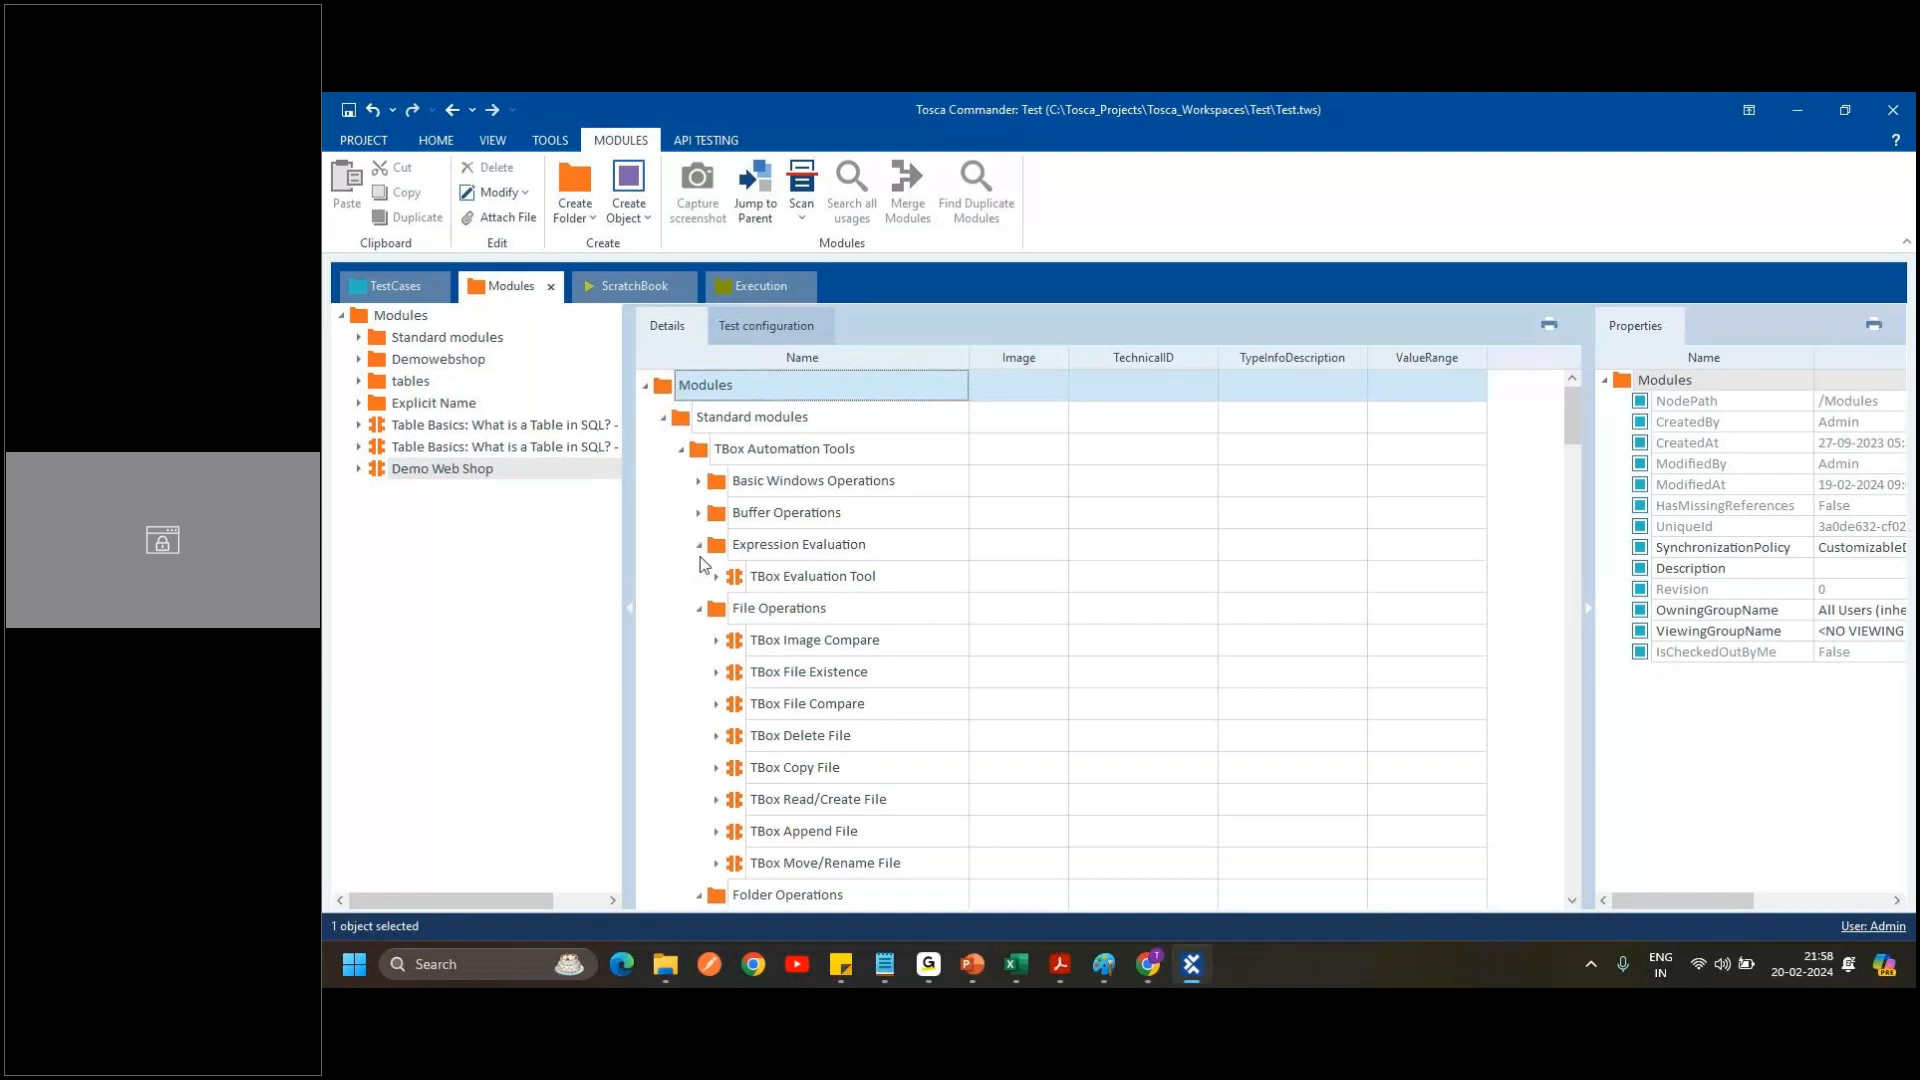 Tosca Commander: Test (C:\Tosca_Projects\Tosca_Workspaces\Test\Test.tws)
PROJECT HOME VIEW TOOLS MODULES API TESTING ?
Paste Cut Copy Duplicate
Clipboard
Delete Modify Attach File
Edit
Create Folder Create Object
Create
Capture screenshot Jump to Parent Scan Search all usages Merge Modules Find Duplicate Modules
Modules
TestCases Modules x ScratchBook Execution
Modules
Standard modules
Demowebshop
tables
Explicit Name
Table Basics: What is a Table in SQL? -
Table Basics: What is a Table in SQL? -
Demo Web Shop
Details Test configuration
Name Image TechnicalID TypeInfoDescription ValueRange
Modules
Standard modules
TBox Automation Tools
Basic Windows Operations
Buffer Operations
Expression Evaluation
TBox Evaluation Tool
File Operations
TBox Image Compare
TBox File Existence
TBox File Compare
TBox Delete File
TBox Copy File
TBox Read/Create File
TBox Append File
TBox Move/Rename File
Folder Operations
Properties
Name
Modules
NodePath /Modules
CreatedBy Admin
CreatedAt 27-09-2023 05:
ModifiedBy Admin
ModifiedAt 19-02-2024 09:
HasMissingReferences False
UniqueId 3a0de632-cf02
SynchronizationPolicy CustomizableD
Description
Revision 0
OwningGroupName All Users (inhe
ViewingGroupName <NO VIEWING
IsCheckedOutByMe False
1 object selected User: Admin
Search
ENG
IN
21:58
20-02-2024
PRE